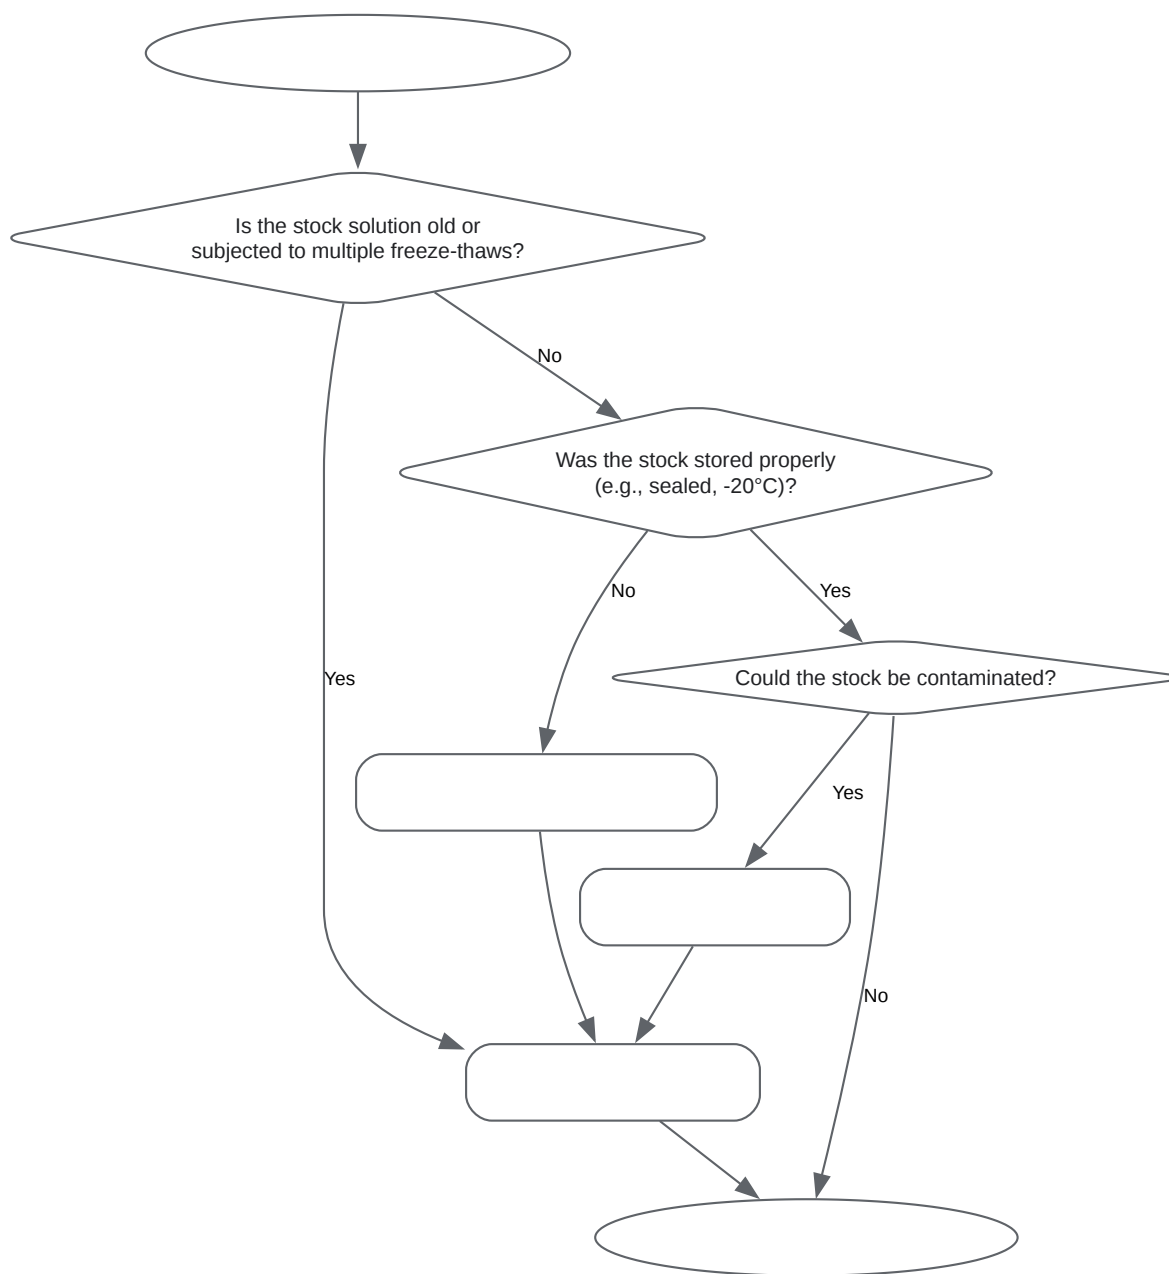 Is the stock solution old or
subjected to multiple freeze-thaws?
No
Was the stock stored properly
(e.g., sealed, -20°C)?
No
Yes
Yes
Could the stock be contaminated?
Yes
No